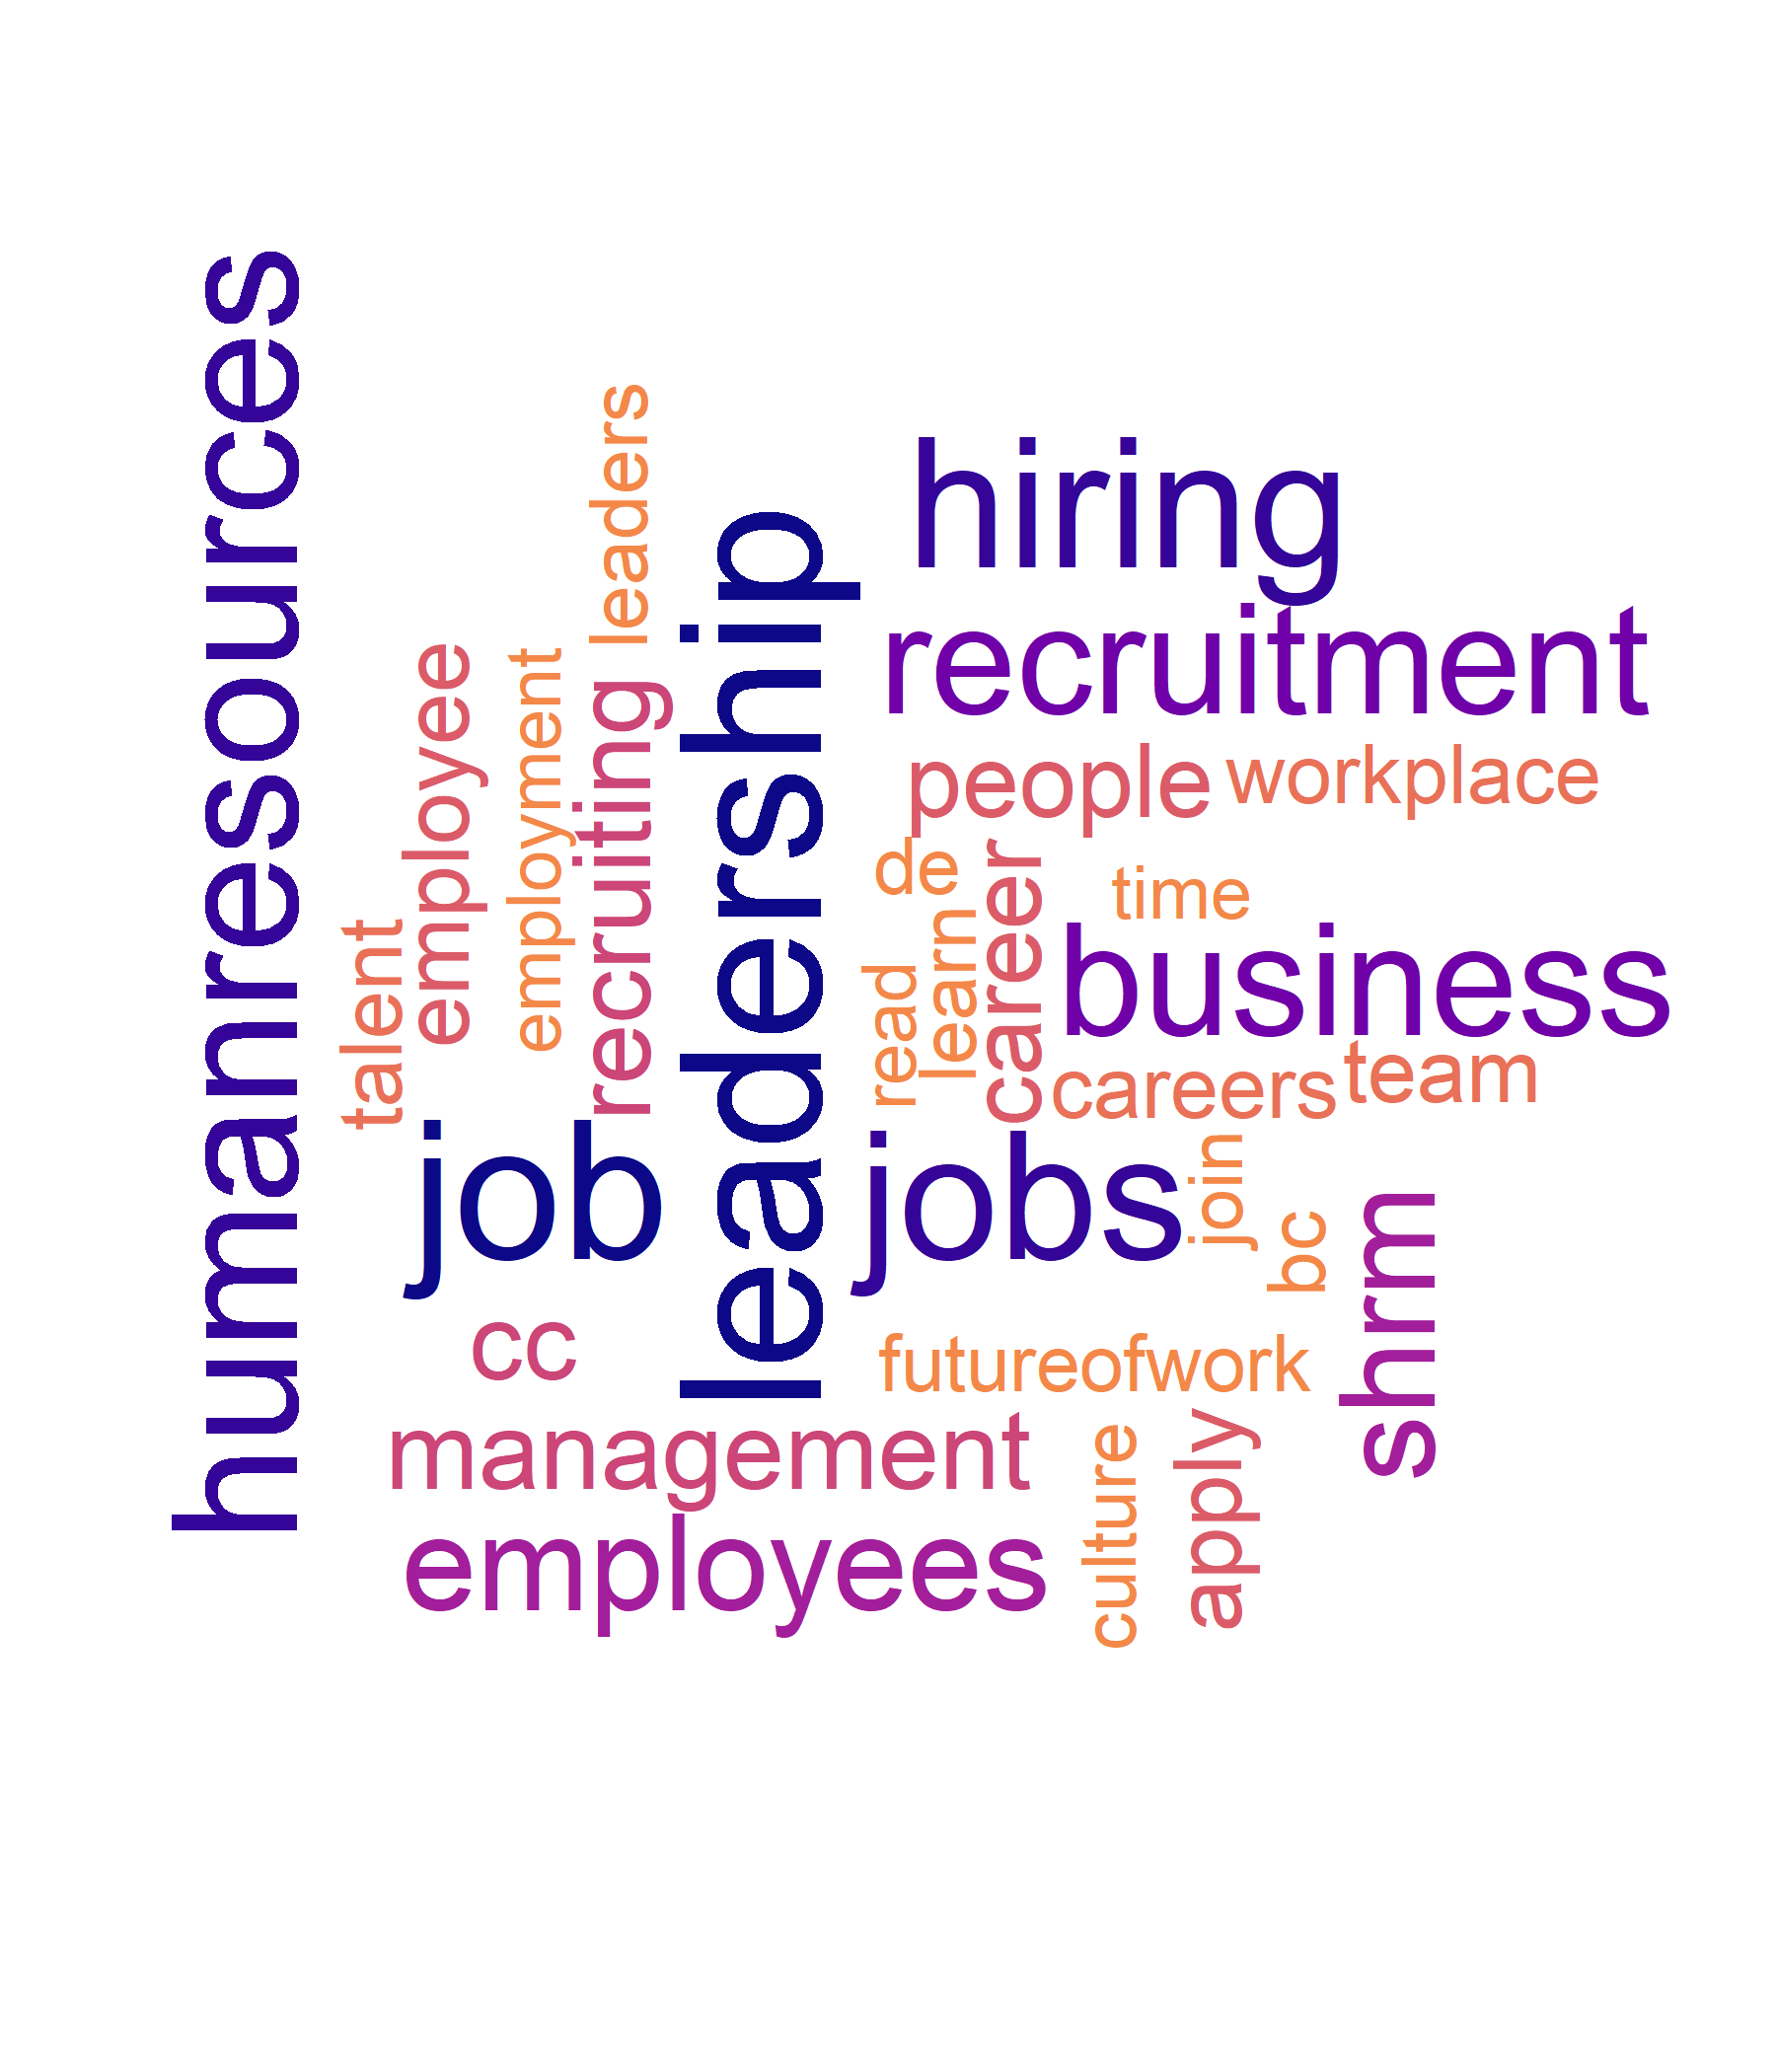 humanresources
leaders
hiring
leadership
recruitment
employee
employment
recruiting
people
workplace
de
career
time
talent
read
learn
business
careers
team
job
jobs
join
bc
shrm
cc
futureofwork
management
culture
apply
employees